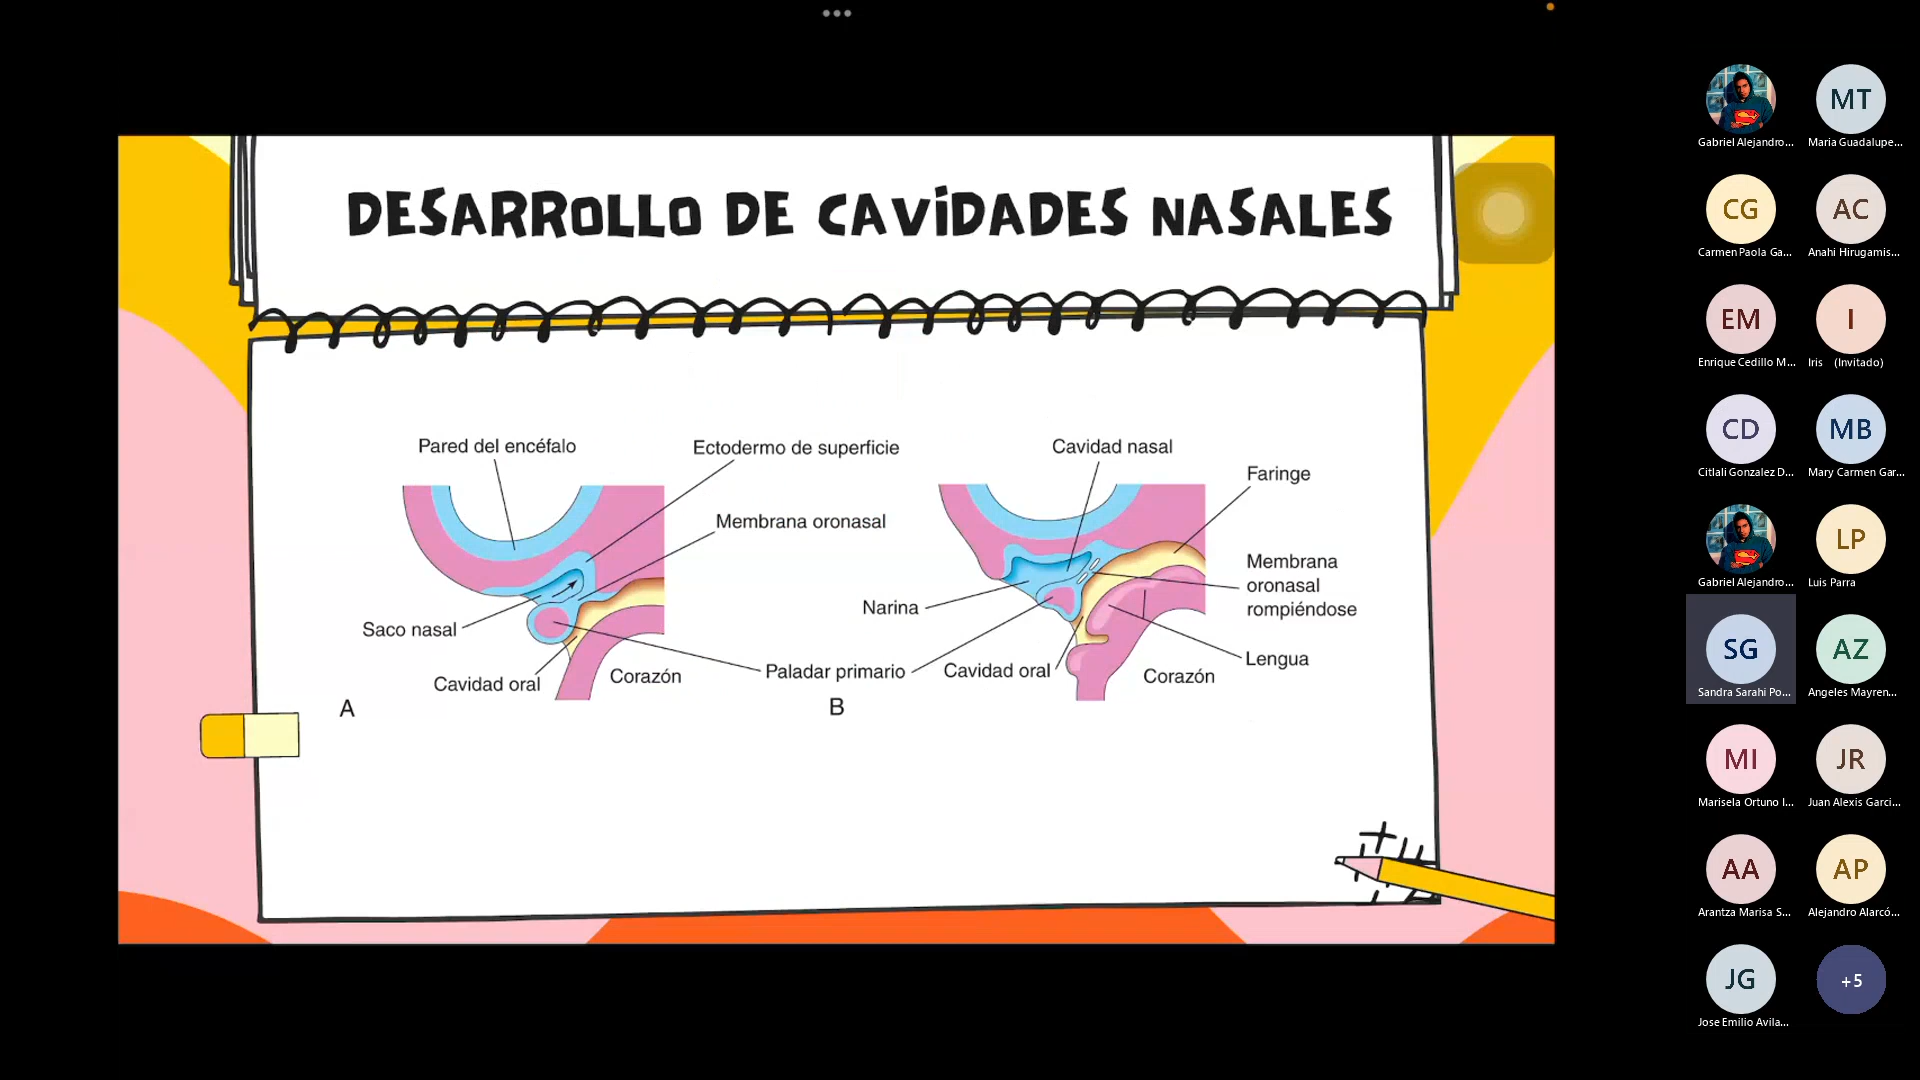 DESARROLLO DE CAVIDADES NASALES
Pared del encéfalo
Ectodermo de superficie
Membrana oronasal
Saco nasal
Cavidad oral
Corazón
Paladar primario
A
Cavidad nasal
Faringe
Membrana
oronasal
rompiéndose
Narina
Cavidad oral
Corazón
Lengua
B
Gabriel Alejandro...
MT
Maria Guadalupe...
CG
Carmen Paola Ga...
AC
Anahi Hirugamis...
EM
Enrique Cedillo M...
I
Iris (Invitado)
CD
Citlali Gonzalez D...
MB
Mary Carmen Gar...
Gabriel Alejandro...
LP
Luis Parra
SG
Sandra Sarahi Po...
AZ
Angeles Mayren...
MI
Marisela Ortuno I...
JR
Juan Alexis Garci...
AA
Arantza Marisa S...
AP
Alejandro Alarcó...
JG
Jose Emilio Avila...
+5